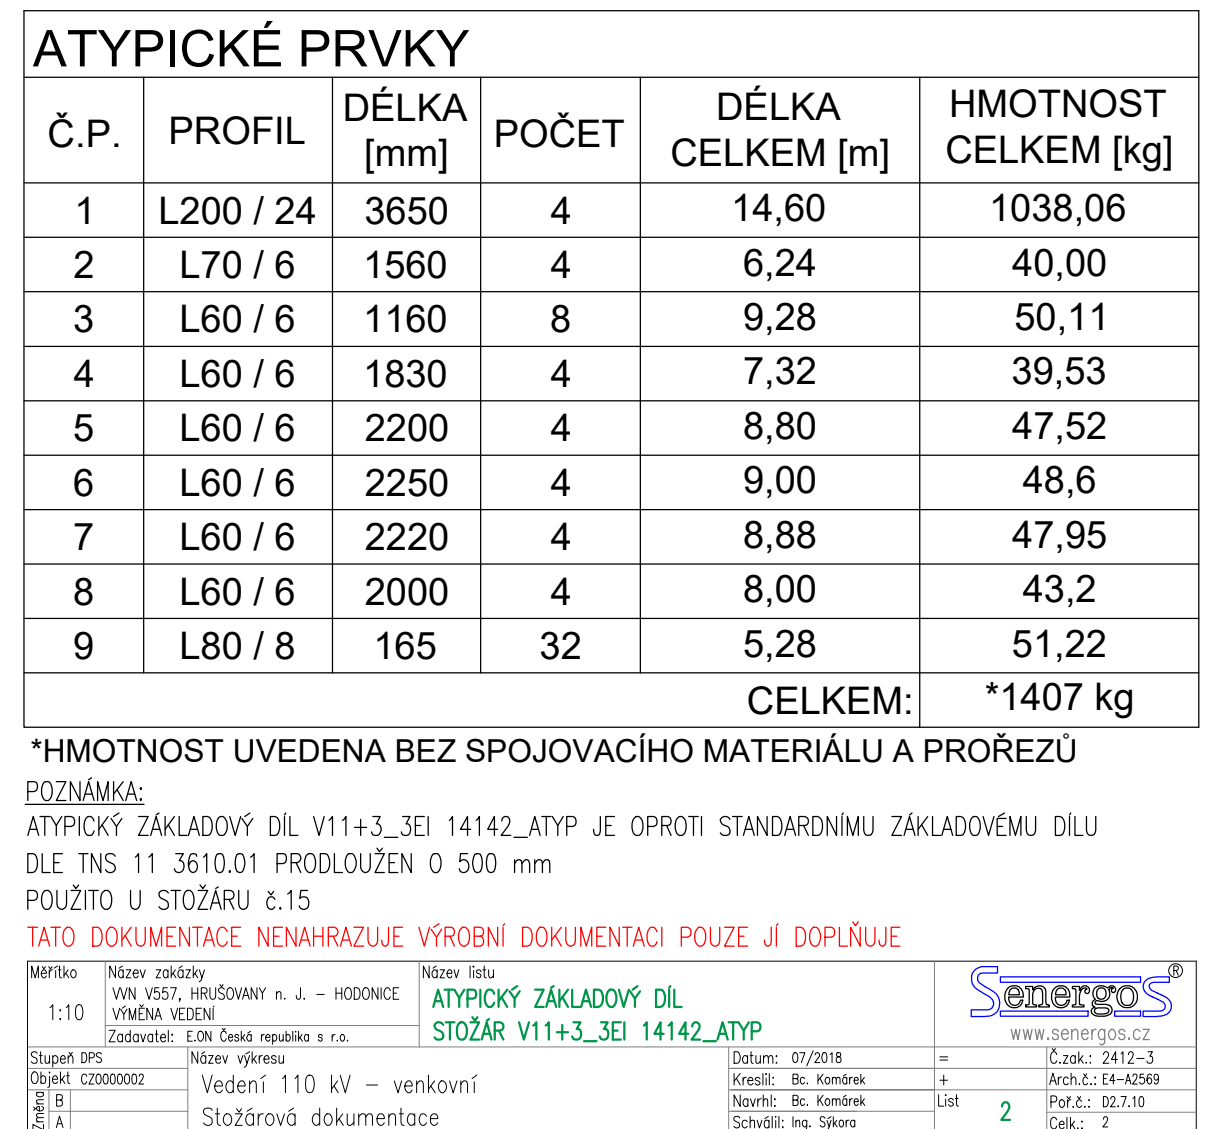 ATYPICKÉ PRVKY
Č.P. PROFIL DÉLKA [mm] POČET DÉLKA CELKEM [m] HMOTNOST CELKEM [kg]
1 L200 / 24 3650 4 14,60 1038,06
2 L70 / 6 1560 4 6,24 40,00
3 L60 / 6 1160 8 9,28 50,11
4 L60 / 6 1830 4 7,32 39,53
5 L60 / 6 2200 4 8,80 47,52
6 L60 / 6 2250 4 9,00 48,6
7 L60 / 6 2220 4 8,88 47,95
8 L60 / 6 2000 4 8,00 43,2
9 L80 / 8 165 32 5,28 51,22
CELKEM: *1407 kg
*HMOTNOST UVEDENA BEZ SPOJOVACÍHO MATERIÁLU A PROŘEZŮ
POZNÁMKA:
ATYPICKÝ ZÁKLADOVÝ DÍL V11+3_3EI 14142_ATYP JE OPROTI STANDARDNÍMU ZÁKLADOVÉMU DÍLU
DLE TNS 11 3610.01 PRODLOUŽEN O 500 mm
POUŽITO U STOŽÁRU č.15
TATO DOKUMENTACE NENAHRAZUJE VÝROBNÍ DOKUMENTACI POUZE JÍ DOPLŇUJE
Měřítko
1:10
Název zakázky
VVN V557, HRUŠOVANY n. J. – HODONICE
VÝMĚNA VEDENÍ
Zadavatel: E.ON Česká republika s r.o.
Název listu
ATYPICKÝ ZÁKLADOVÝ DÍL
STOŽÁR V11+3_3EI 14142_ATYP
Senergos®
www.senergos.cz
Stupeň DPS
Objekt CZ0000002
Změna
B
A
Název výkresu
Vedení 110 kV – venkovní
Stožárová dokumentace
Datum: 07/2018
Kreslil: Bc. Komárek
Navrhl: Bc. Komárek
Schválil: Ing. Sýkora
=
+
List 2
Č.zak.: 2412–3
Arch.č.: E4–A2569
Poř.č.: D2.7.10
Celk.: 2